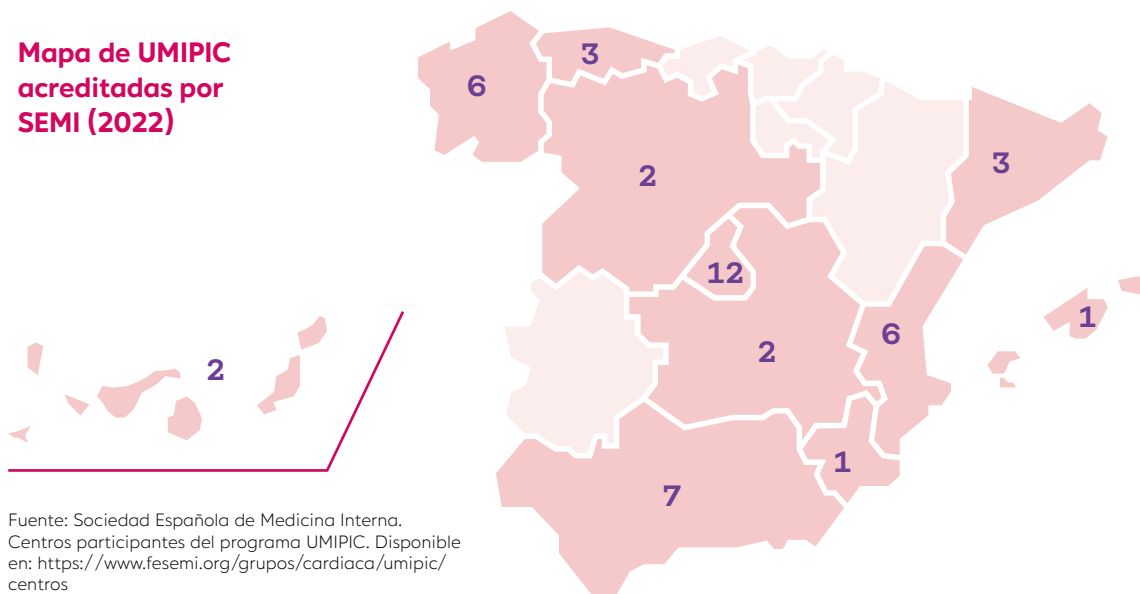 Mapa de UMIPIC
acreditadas por
SEMI (2022)
6
3
2
3
12
2
6
1
2
1
7
Fuente: Sociedad Española de Medicina Interna.
Centros participantes del programa UMIPIC. Disponible
en: https://www.fesemi.org/grupos/cardiaca/umipic/
centros